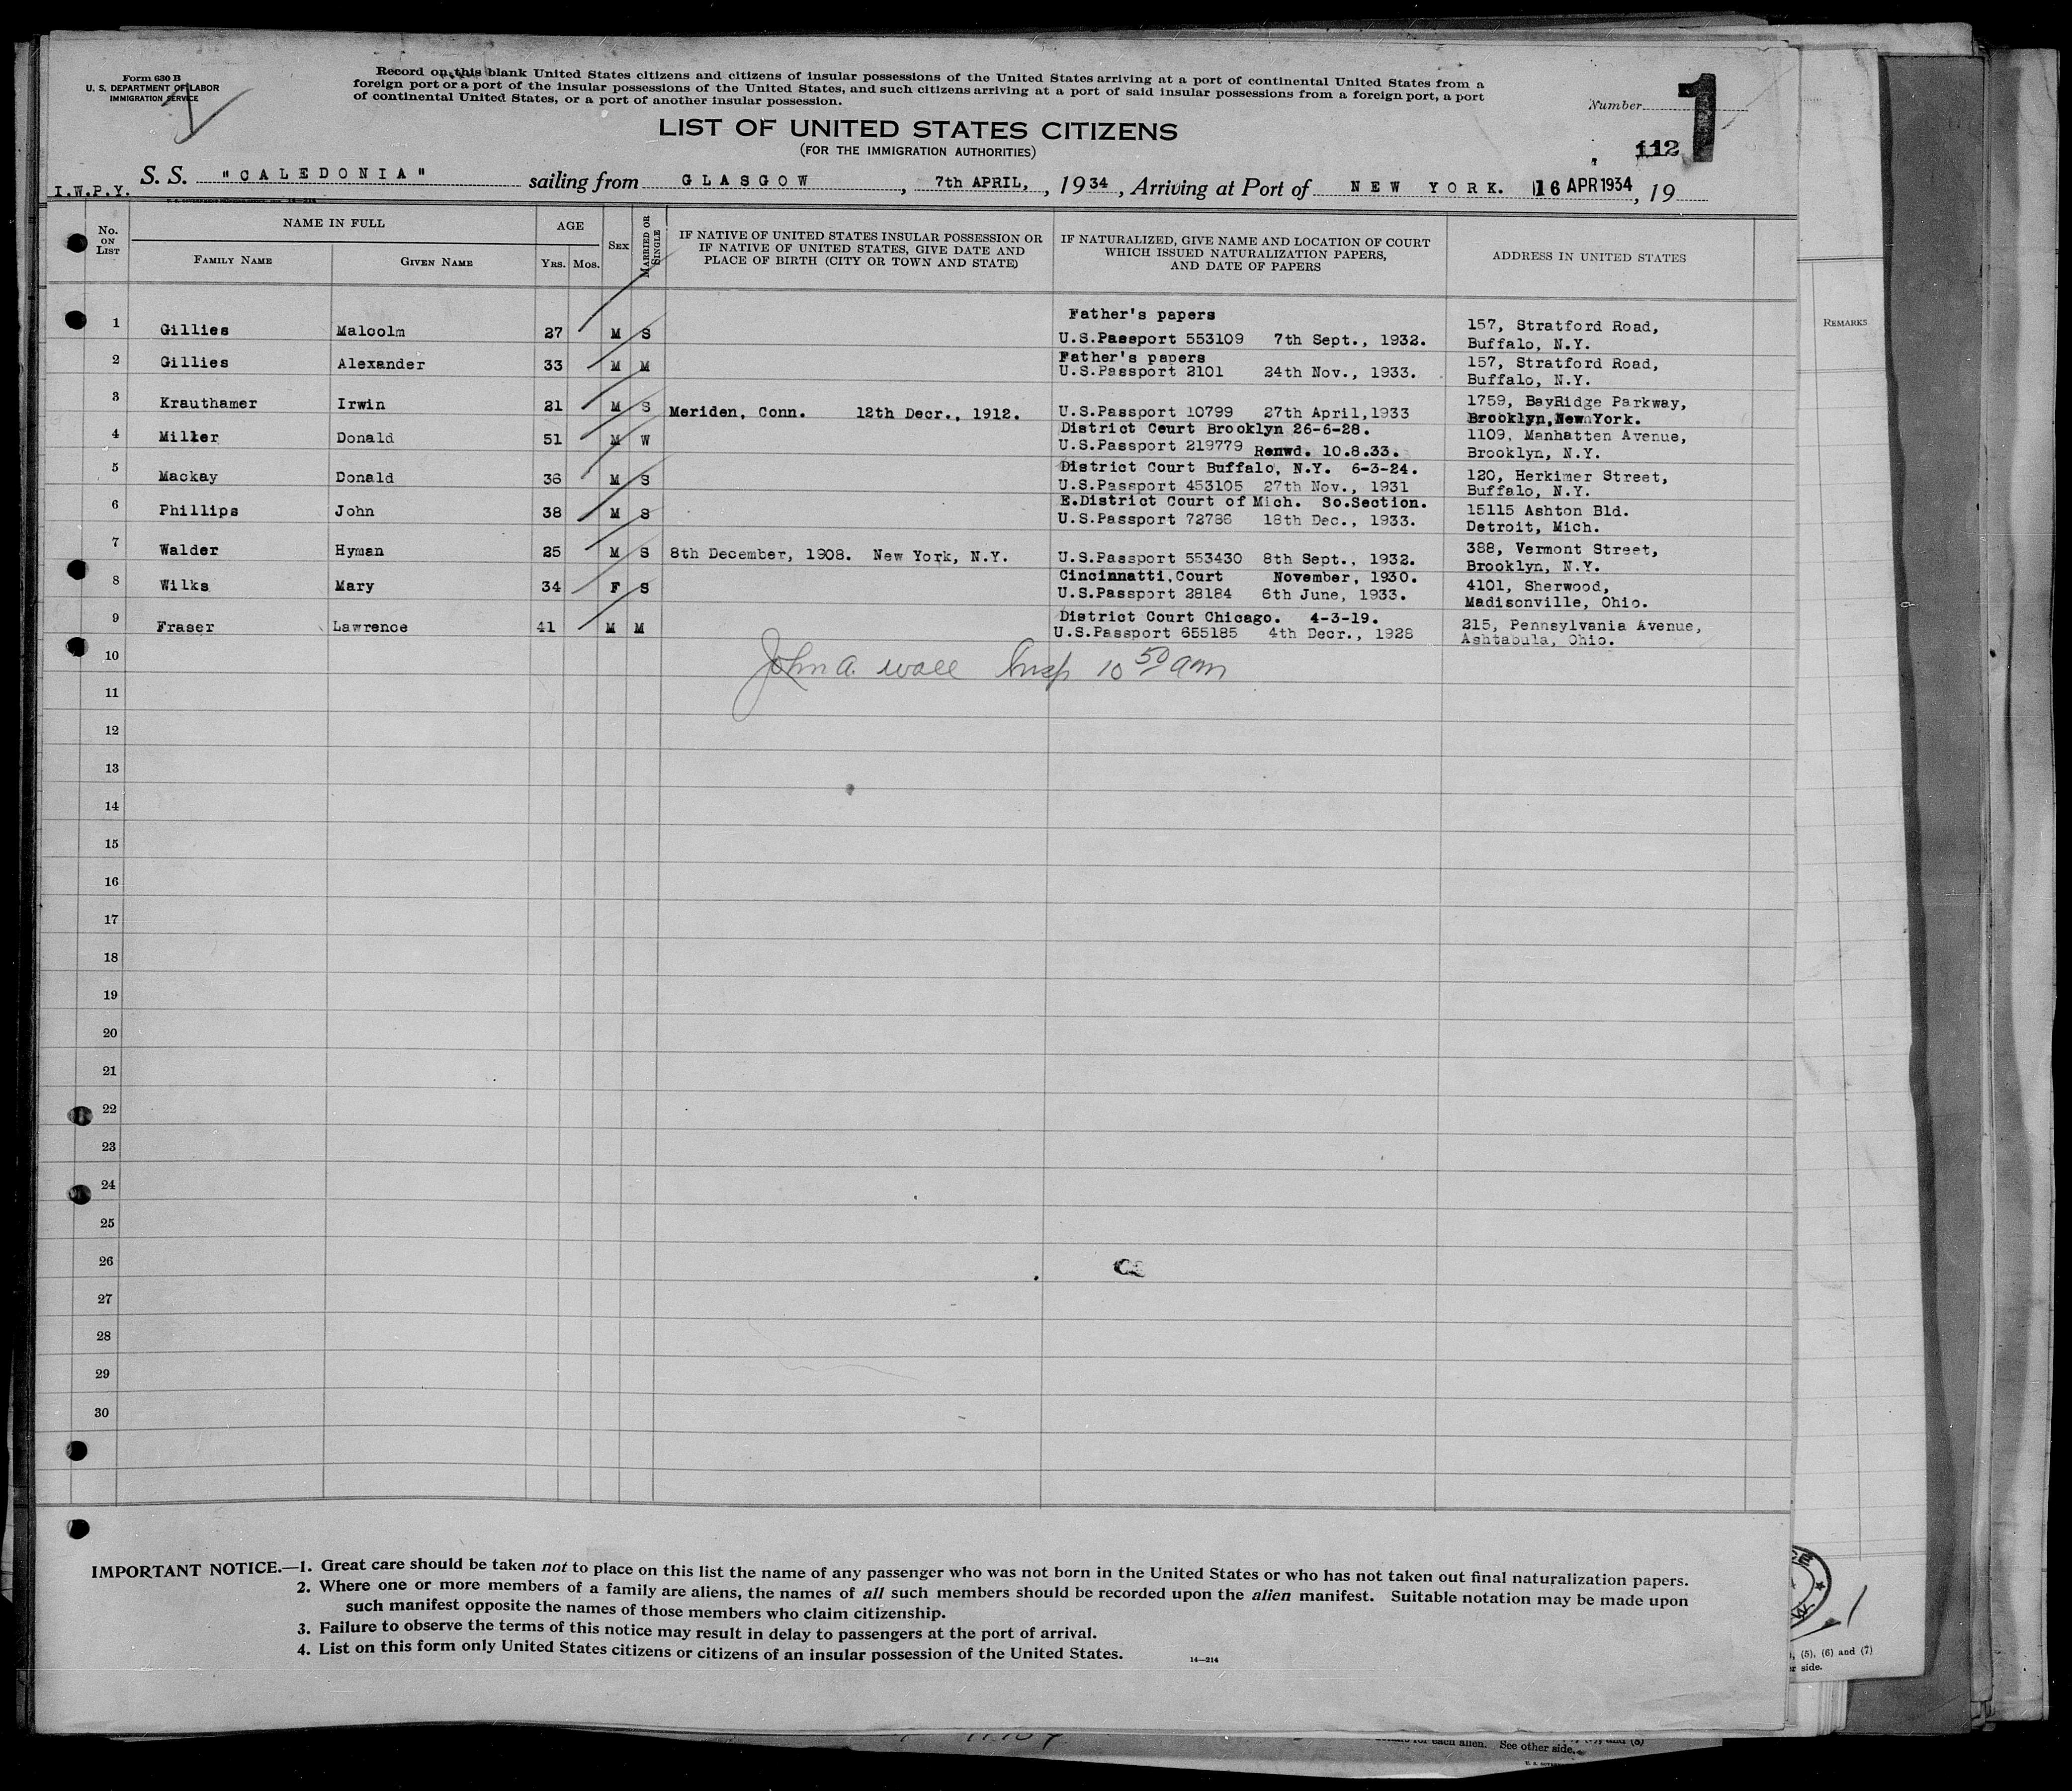 Form 630 B
U. S. DEPARTMENT OF LABOR
IMMIGRATION SERVICE
Record on this blank United States citizens and citizens of insular possessions of the United States arriving at a port of continental United States from a
foreign port or a port of the insular possessions of the United States, and such citizens arriving at a port of said insular possessions from a foreign port, a port
of continental United States, or a port of another insular possession.
Number
1
112
LIST OF UNITED STATES CITIZENS
(FOR THE IMMIGRATION AUTHORITIES)
I.W.P.Y. S. S. "CALEDONIA" sailing from GLASGOW, 7th APRIL, 1934, Arriving at Port of NEW YORK. 16 APR 1934, 19
No. on List
NAME IN FULL
Family Name Given Name
AGE
Yrs. Mos.
Sex
Married or Single
IF NATIVE OF UNITED STATES INSULAR POSSESSION OR
IF NATIVE OF UNITED STATES, GIVE DATE AND
PLACE OF BIRTH (CITY OR TOWN AND STATE)
IF NATURALIZED, GIVE NAME AND LOCATION OF COURT
WHICH ISSUED NATURALIZATION PAPERS,
AND DATE OF PAPERS
ADDRESS IN UNITED STATES
Remarks
Father's papers
1 Gillies Malcolm 27 M S U.S.Passport 553109 7th Sept., 1932. 157, Stratford Road,
Buffalo, N.Y.
Father's papers
2 Gillies Alexander 33 M M U.S.Passport 2101 24th Nov., 1933. 157, Stratford Road,
Buffalo, N.Y.
3 Krauthamer Irwin 21 M S Meriden, Conn. 12th Decr., 1912. U.S.Passport 10799 27th April,1933 1759, BayRidge Parkway,
Brooklyn, New York.
District Court Brooklyn 26-6-28.
4 Miller Donald 51 M W U.S.Passport 219779 Renwd. 10.8.33. 1109, Manhatten Avenue,
Brooklyn, N.Y.
District Court Buffalo, N.Y. 6-3-24.
5 Mackay Donald 36 M S U.S.Passport 453105 27th Nov., 1931 120, Herkimer Street,
Buffalo, N.Y.
E.District Court of Mich. So.Section.
6 Phillips John 38 M S U.S.Passport 72786 18th Dec., 1933. 15115 Ashton Bld.
Detroit, Mich.
7 Walder Hyman 25 M S 8th December, 1908. New York, N.Y. U.S.Passport 553430 8th Sept., 1932. 388, Vermont Street,
Brooklyn, N.Y.
Cincinnatti, Court November, 1930.
8 Wilks Mary 34 F S U.S.Passport 28184 6th June, 1933. 4101, Sherwood,
Madisonville, Ohio.
District Court Chicago. 4-3-19.
9 Fraser Lawrence 41 M M U.S.Passport 655185 4th Decr., 1928 215, Pennsylvania Avenue,
Ashtabula, Ohio.
10
John A. Wall Insp 10 50 am
11
12
13
14
15
16
17
18
19
20
21
22
23
24
25
26
27
28
29
30
IMPORTANT NOTICE.—1. Great care should be taken not to place on this list the name of any passenger who was not born in the United States or who has not taken out final naturalization papers.
2. Where one or more members of a family are aliens, the names of all such members should be recorded upon the alien manifest. Suitable notation may be made upon
such manifest opposite the names of those members who claim citizenship.
3. Failure to observe the terms of this notice may result in delay to passengers at the port of arrival.
4. List on this form only United States citizens or citizens of an insular possession of the United States.
14—214
(5), (6) and (7)
side.
for each alien. See other side.